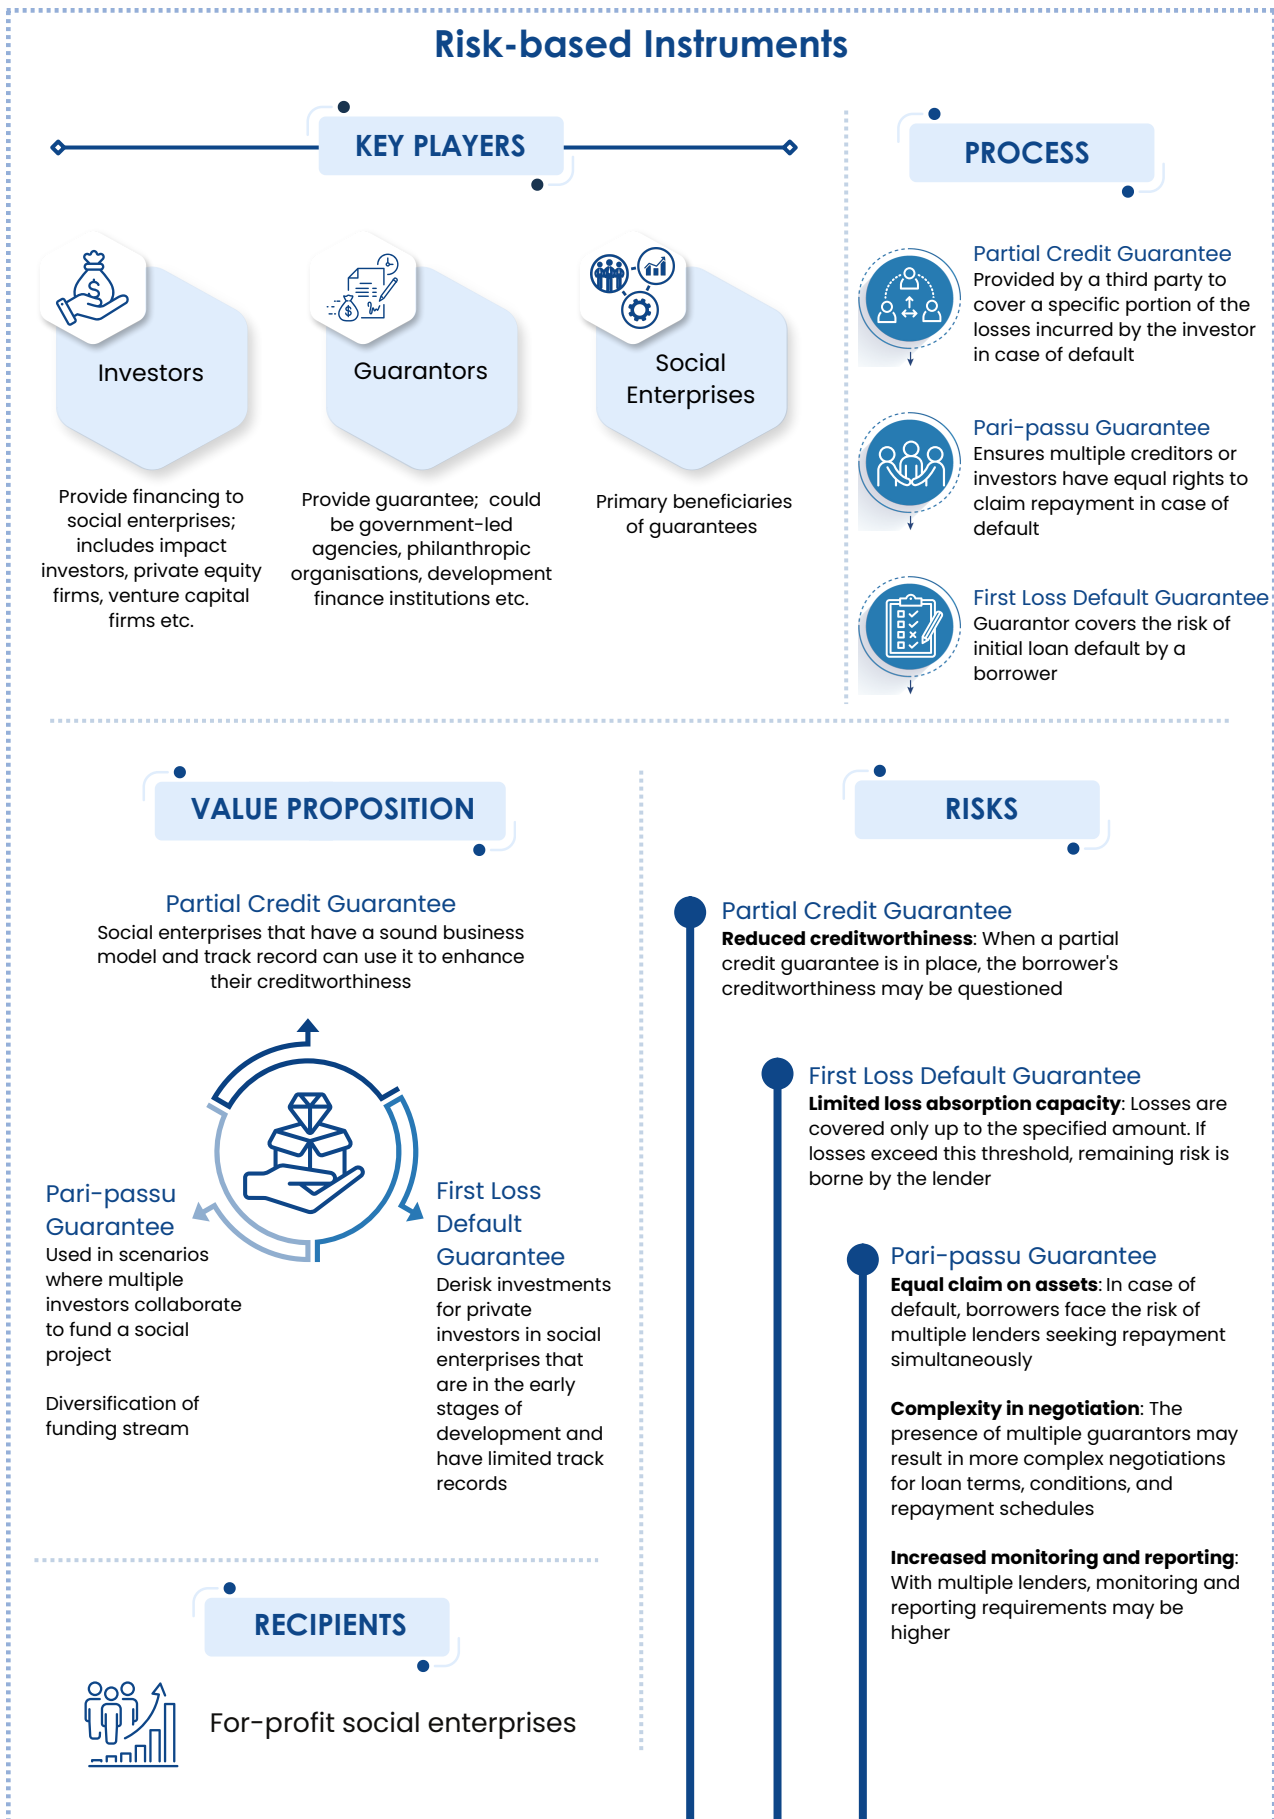 Risk-based Instruments
KEY PLAYERS
Investors
Provide financing to
social enterprises;
includes impact
investors, private equity
firms, venture capital
firms etc.
Guarantors
Provide guarantee; could
be government-led
agencies, philanthropic
organisations, development
finance institutions etc.
Social
Enterprises
Primary beneficiaries
of guarantees
PROCESS
Partial Credit Guarantee
Provided by a third party to
cover a specific portion of the
losses incurred by the investor
in case of default
Pari-passu Guarantee
Ensures multiple creditors or
investors have equal rights to
claim repayment in case of
default
First Loss Default Guarantee
Guarantor covers the risk of
initial loan default by a
borrower
VALUE PROPOSITION
Partial Credit Guarantee
Social enterprises that have a sound business
model and track record can use it to enhance
their creditworthiness
Pari-passu
Guarantee
Used in scenarios
where multiple
investors collaborate
to fund a social
project
Diversification of
funding stream
First Loss
Default
Guarantee
Derisk investments
for private
investors in social
enterprises that
are in the early
stages of
development and
have limited track
records
RECIPIENTS
For-profit social enterprises
RISKS
Partial Credit Guarantee
Reduced creditworthiness: When a partial
credit guarantee is in place, the borrower's
creditworthiness may be questioned
First Loss Default Guarantee
Limited loss absorption capacity: Losses are
covered only up to the specified amount. If
losses exceed this threshold, remaining risk is
borne by the lender
Pari-passu Guarantee
Equal claim on assets: In case of
default, borrowers face the risk of
multiple lenders seeking repayment
simultaneously
Complexity in negotiation: The
presence of multiple guarantors may
result in more complex negotiations
for loan terms, conditions, and
repayment schedules
Increased monitoring and reporting:
With multiple lenders, monitoring and
reporting requirements may be
higher